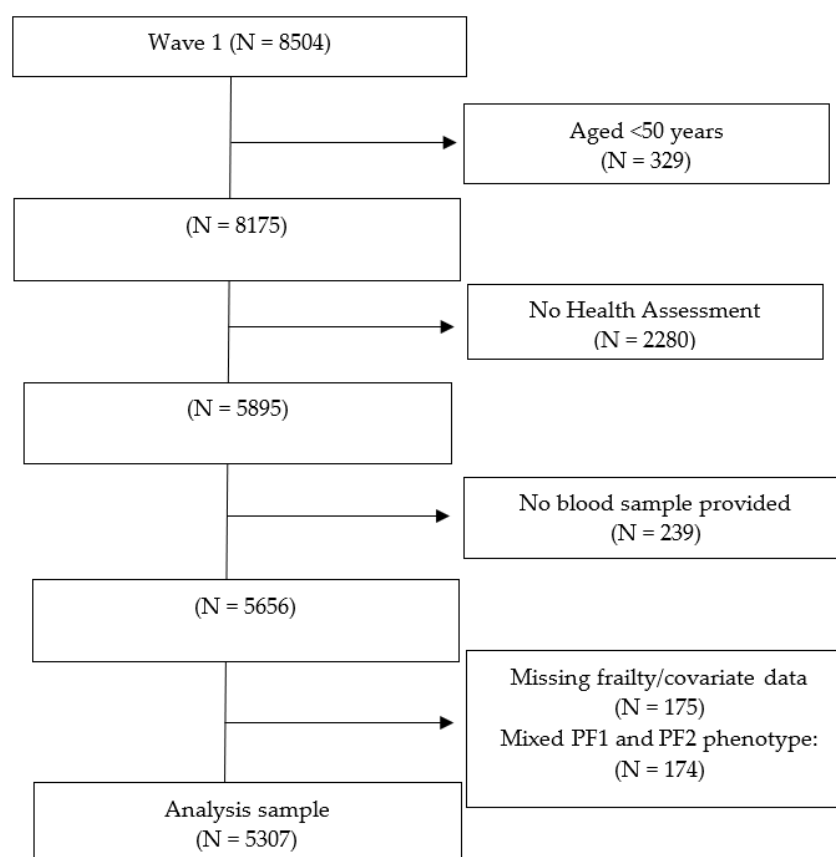 Wave 1 (N = 8504)
Aged <50 years
(N = 329)
(N = 8175)
No Health Assessment
(N = 2280)
(N = 5895)
No blood sample provided
(N = 239)
(N = 5656)
Missing frailty/covariate data
(N = 175)
Mixed PF1 and PF2 phenotype:
(N = 174)
Analysis sample
(N = 5307)